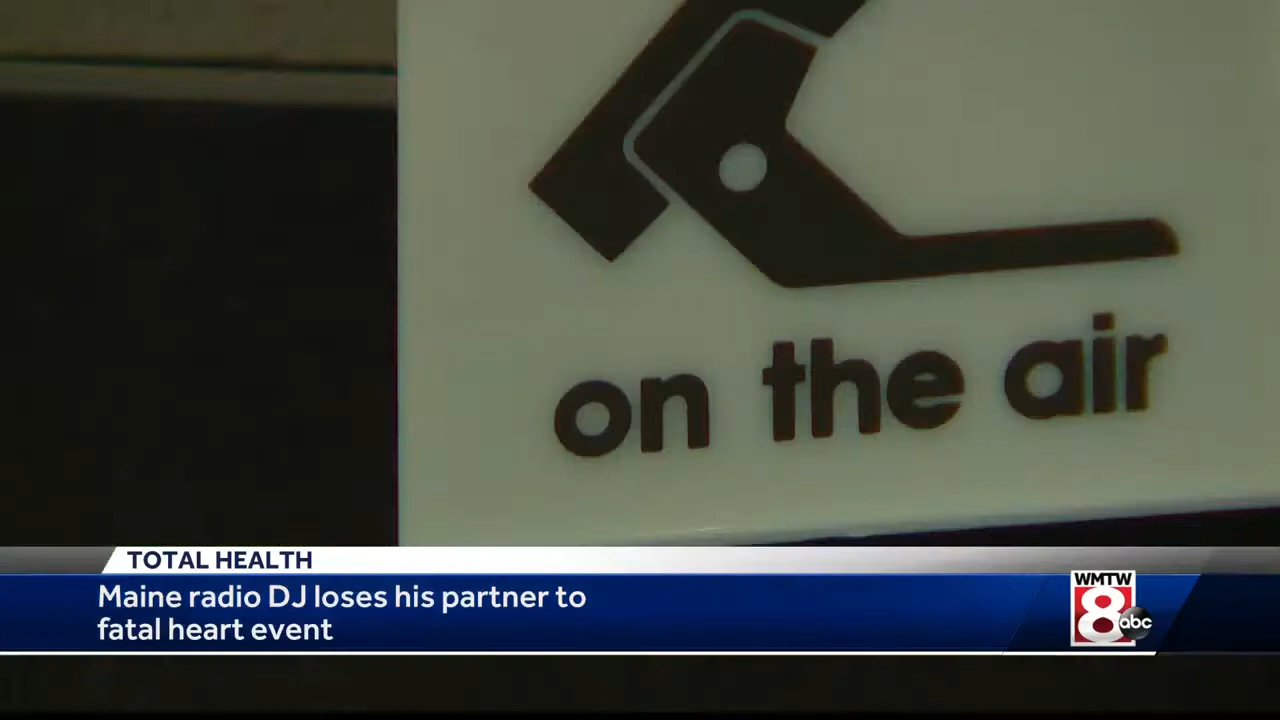 on the air
TOTAL HEALTH
Maine radio DJ loses his partner to
fatal heart event
WMTW
8
abc